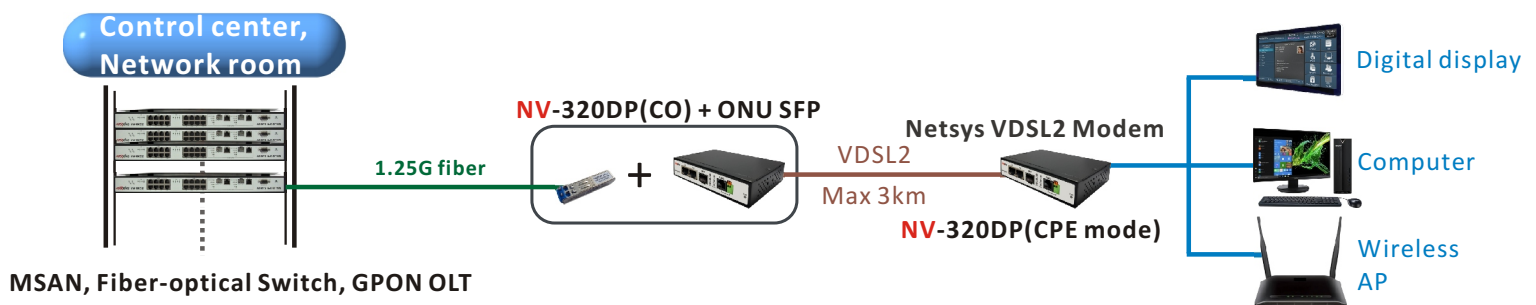 Control center,
Network room
NV-320DP(CO) + ONU SFP
1.25G fiber
+
VDSL2
Max 3km
Netsys VDSL2 Modem
NV-320DP(CPE mode)
Digital display
Computer
Wireless
AP
MSAN, Fiber-optical Switch, GPON OLT